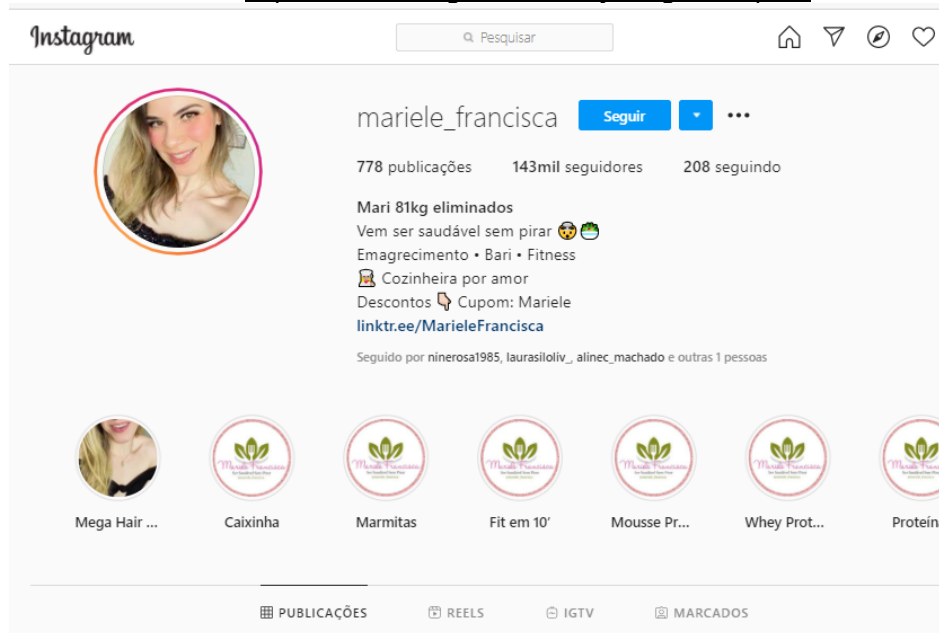 Instagram
Pesquisar
mariele_francisca Seguir
778 publicações 143mil seguidores 208 seguindo
Mari 81kg eliminados
Vem ser saudável sem pirar 🤯🥗
Emagrecimento • Bari • Fitness
👩🏼‍🍳 Cozinheira por amor
Descontos 👇🏻 Cupom: Mariele
linktr.ee/MarieleFrancisca
Seguido por ninerosa1985, laurasiloliv_, alinec_machado e outras 1 pessoas
Mega Hair ... Caixinha Marmitas Fit em 10' Mousse Pr... Whey Prot... Proteín
PUBLICAÇÕES REELS IGTV MARCADOS